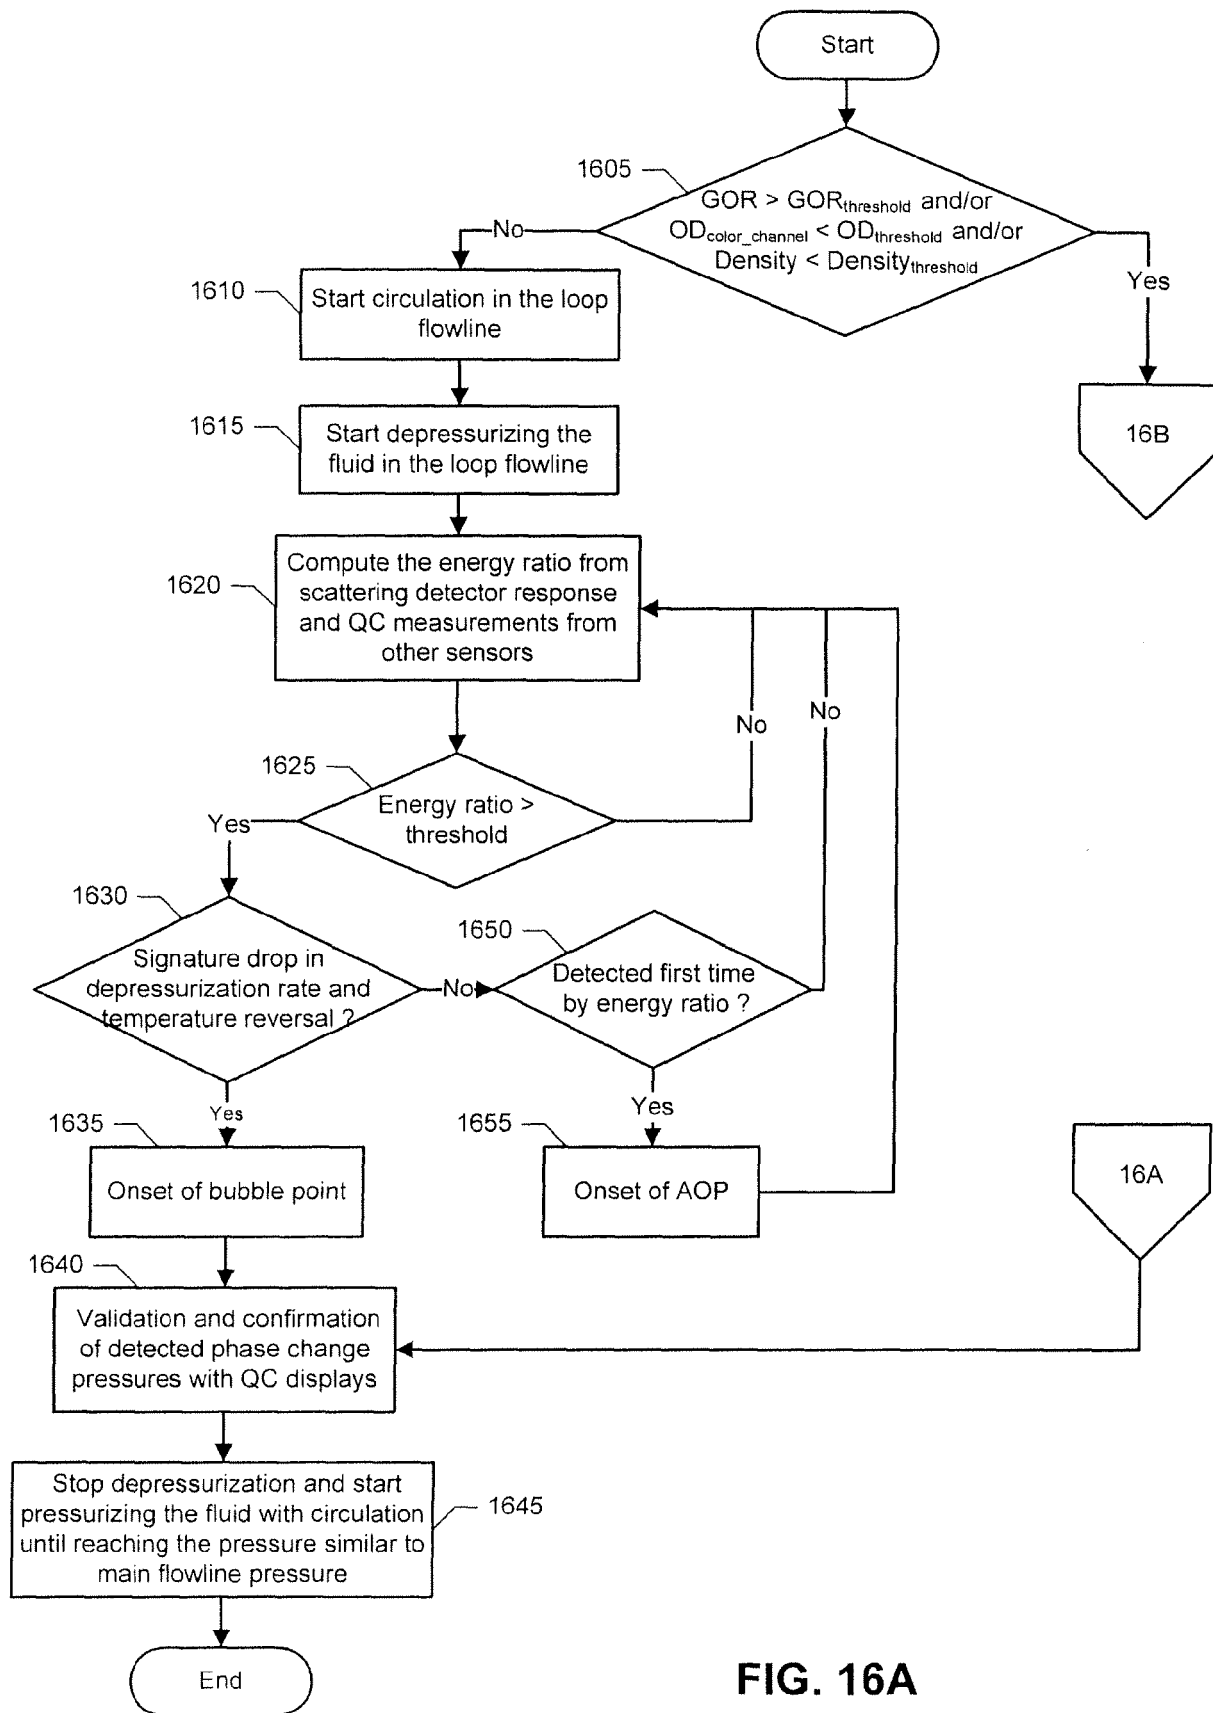 Start
1605
GOR > GORthreshold and/or
ODcolor_channel < ODthreshold and/or
Density < Densitythreshold
No
Yes
1610
Start circulation in the loop
flowline
16B
1615
Start depressurizing the
fluid in the loop flowline
1620
Compute the energy ratio from
scattering detector response
and QC measurements from
other sensors
No
No
1625
Energy ratio >
threshold
Yes
1630
Signature drop in
depressurization rate and
temperature reversal ?
No
1650
Detected first time
by energy ratio ?
Yes
Yes
1635
Onset of bubble point
1655
Onset of AOP
16A
1640
Validation and confirmation
of detected phase change
pressures with QC displays
Stop depressurization and start
pressurizing the fluid with circulation
until reaching the pressure similar to
main flowline pressure
1645
End
FIG. 16A